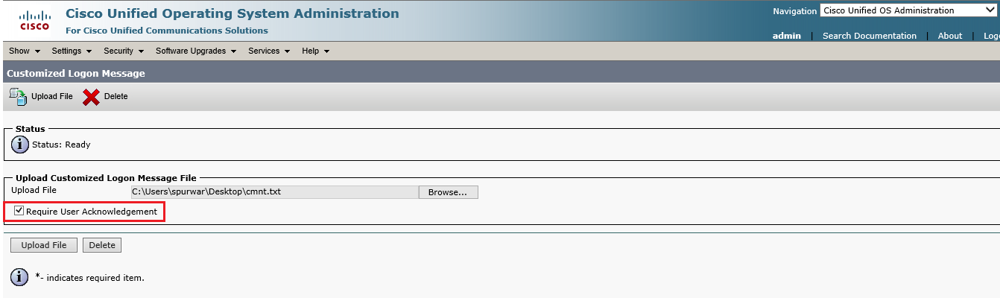 Cisco Unified Operating System Administration
Navigation Cisco Unified OS Administration
CISCO
For Cisco Unified Communications Solutions
admin | Search Documentation | About | Log
Show Settings Security Software Upgrades Services Help
Customized Logon Message
Upload File Delete
Status
Status: Ready
Upload Customized Logon Message File
Upload File C:\Users\spurwar\Desktop\cmnt.txt Browse...
Require User Acknowledgement
Upload File Delete
*- indicates required item.